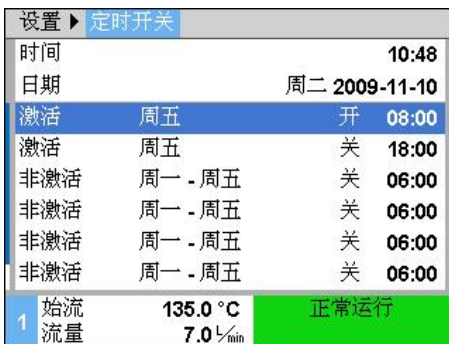 设置 ▶ 定时开关
时间 10:48
日期 周二 2009-11-10
激活 周五 开 08:00
激活 周五 关 18:00
非激活 周一 - 周五 关 06:00
非激活 周一 - 周五 关 06:00
非激活 周一 - 周五 关 06:00
非激活 周一 - 周五 关 06:00
1 始流 135.0 °C 正常运行
流量 7.0 L/min